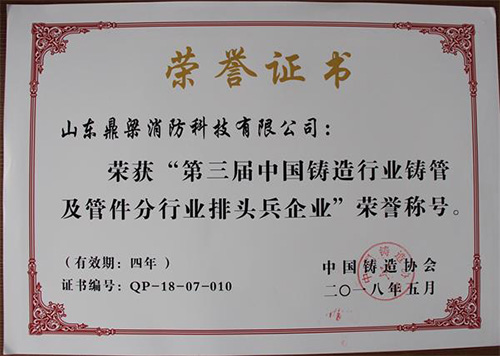 荣誉证书
山东鼎梁消防科技有限公司：
荣获“第三届中国铸造行业铸管
及管件分行业排头兵企业”荣誉称号。
（有效期：四年）
证书编号：QP-18-07-010
中国铸造协会
二〇一八年五月